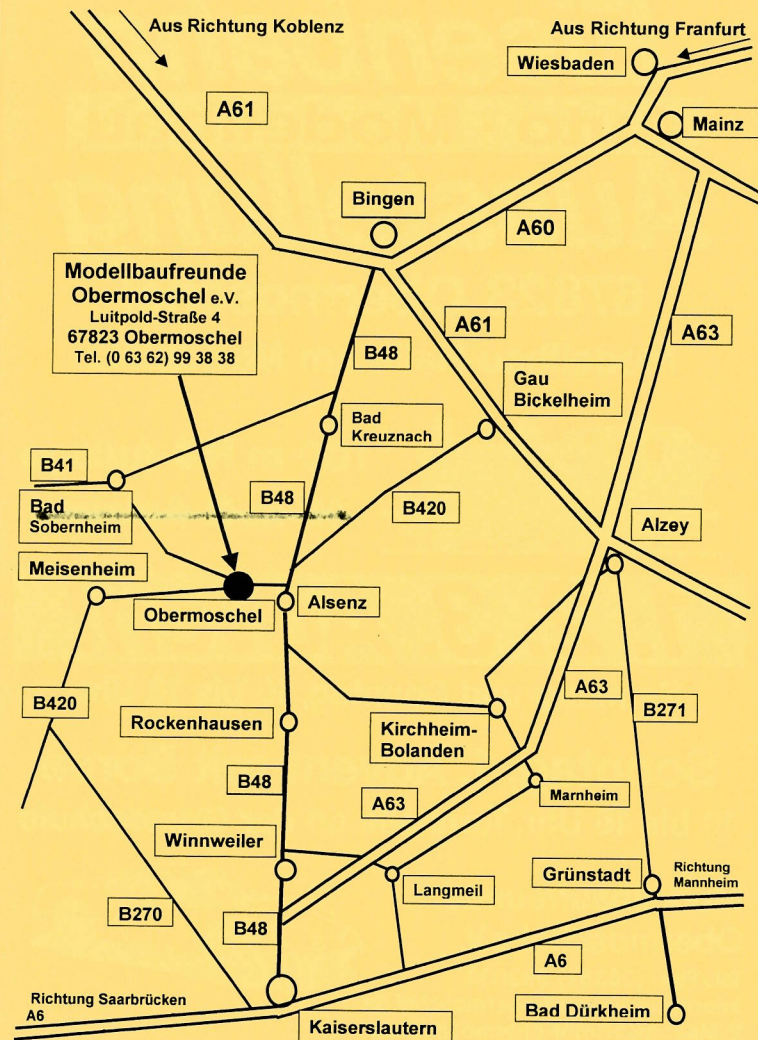 Aus Richtung Koblenz
Aus Richtung Franfurt
Wiesbaden
A61
Mainz
Bingen
A60
Modellbaufreunde
Obermoschel e.V.
Luitpold-Straße 4
67823 Obermoschel
Tel. (0 63 62) 99 38 38
A61
A63
B48
Gau
Bickelheim
Bad
Kreuznach
B41
B48
B420
Bad
Sobernheim
Alzey
Meisenheim
Obermoschel
Alsenz
B420
A63
B271
Rockenhausen
Kirchheim-
Bolanden
B48
A63
Marnheim
Winnweiler
Grünstadt
Richtung
Mannheim
Langmeil
B270
B48
A6
Richtung Saarbrücken
A6
Bad Dürkheim
Kaiserslautern